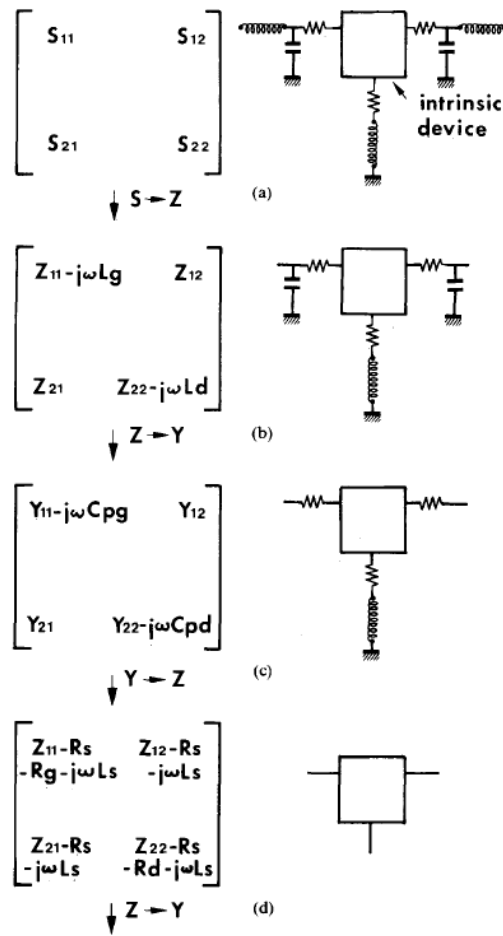 S11 S12
intrinsic
device
S21 S22
S → Z (a)
Z11-jωLg Z12
Z21 Z22-jωLd
Z → Y (b)
Y11-jωCpg Y12
Y21 Y22-jωCpd
Y → Z (c)
Z11-Rs Z12-Rs
-Rg-jωLs -jωLs
Z21-Rs Z22-Rs
-jωLs -Rd-jωLs
Z → Y (d)